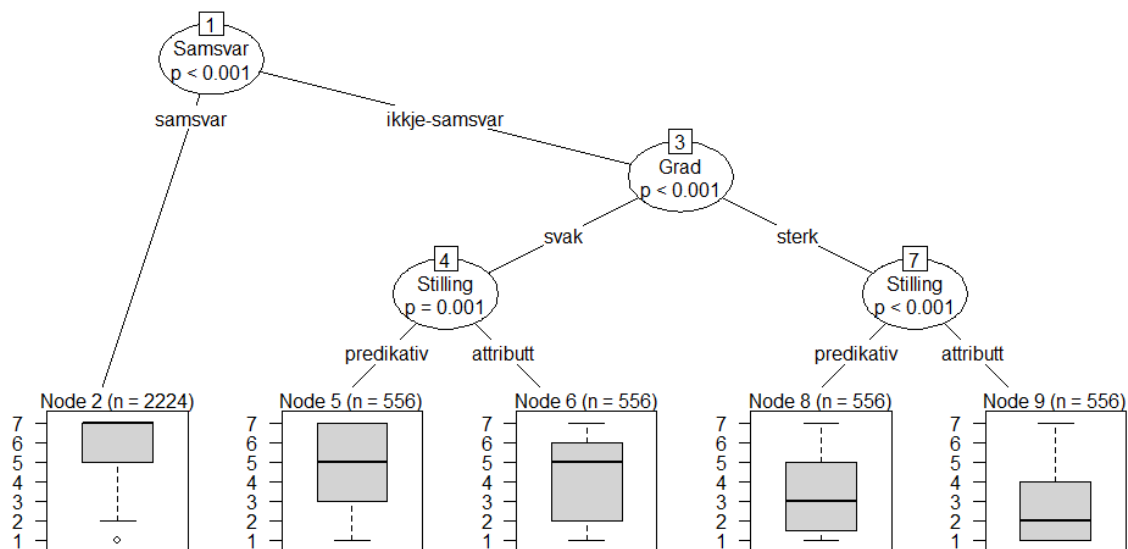 1
Samsvar
p < 0.001
samsvar
ikkje-samsvar
3
Grad
p < 0.001
svak
sterk
4
Stilling
p = 0.001
7
Stilling
p < 0.001
predikativ
attributt
predikativ
attributt
Node 2 (n = 2224)
7
6
5
4
3
2
1
Node 5 (n = 556)
7
6
5
4
3
2
1
Node 6 (n = 556)
7
6
5
4
3
2
1
Node 8 (n = 556)
7
6
5
4
3
2
1
Node 9 (n = 556)
7
6
5
4
3
2
1